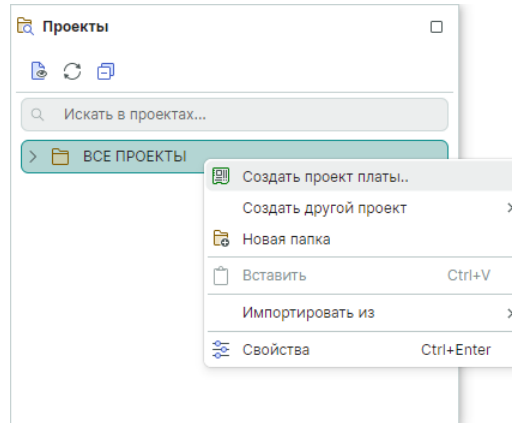 Проекты
Искать в проектах...
ВСЕ ПРОЕКТЫ
Создать проект платы..
Создать другой проект
Новая папка
Вставить Ctrl+V
Импортировать из
Свойства Ctrl+Enter